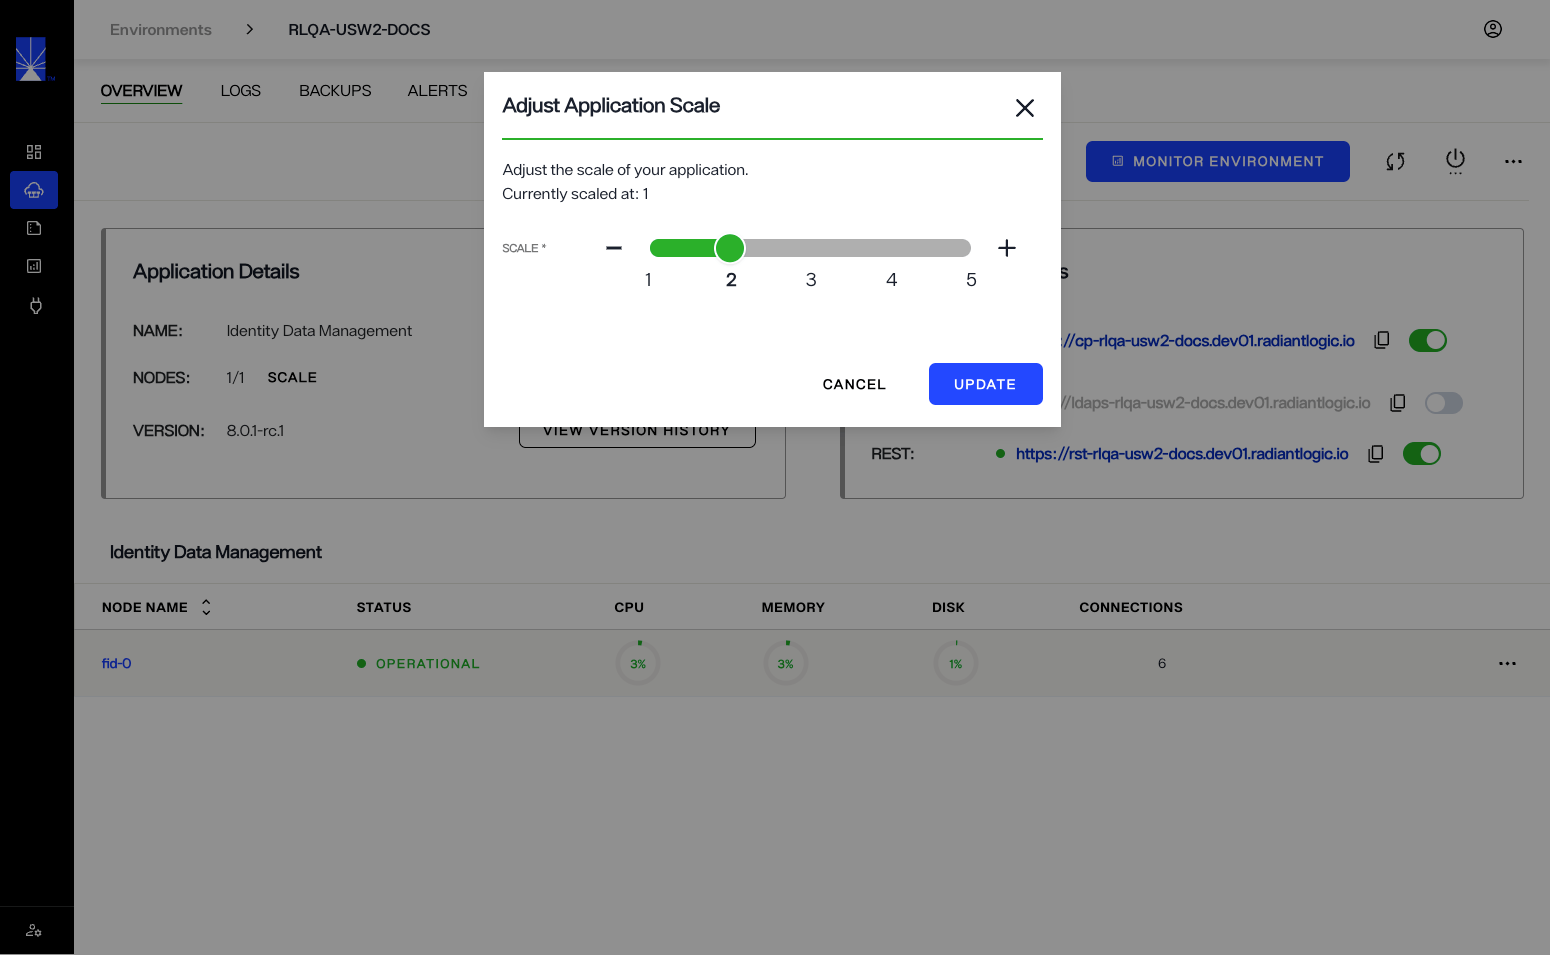 Environments > RLQA-USW2-DOCS
OVERVIEW LOGS BACKUPS ALERTS
Adjust Application Scale
Adjust the scale of your application.
Currently scaled at: 1
SCALE *
1 2 3 4 5
CANCEL UPDATE
MONITOR ENVIRONMENT
Application Details
NAME: Identity Data Management
NODES: 1/1 SCALE
VERSION: 8.0.1-rc.1
VIEW VERSION HISTORY
s
://cp-rlqa-usw2-docs.dev01.radiantlogic.io
//ldaps-rlqa-usw2-docs.dev01.radiantlogic.io
REST: https://rst-rlqa-usw2-docs.dev01.radiantlogic.io
Identity Data Management
NODE NAME STATUS CPU MEMORY DISK CONNECTIONS
fid-0 OPERATIONAL 3% 3% 1% 6